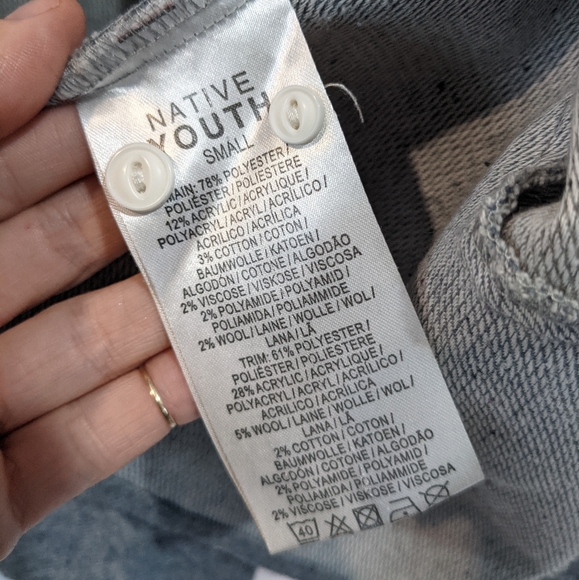 NATIVE
YOUTH
SMALL
MAIN: 78% POLYESTER/
POLIÉSTER/POLIESTERE
12% ACRYLIC/ACRYLIQUE/
POLYACRYL/ACRYL/ACRÍLICO/
ACRILICO/ACRÍLICA
3% COTTON/COTON/
BAUMWOLLE/KATOEN/
ALGODÓN/COTONE/ALGODÃO
2% VISCOSE/VISKOSE/VISCOSA
2% POLYAMIDE/POLYAMID/
POLIAMIDA/POLIAMMIDE
2% WOOL/LAINE/WOLLE/WOL/
LANA/LÃ
TRIM: 61% POLYESTER/
POLIÉSTER/POLIESTERE
28% ACRYLIC/ACRYLIQUE/
POLYACRYL/ACRYL/ACRÍLICO/
ACRILICO/ACRÍLICA
5% WOOL/LAINE/WOLLE/WOL/
LANA/LÃ
2% COTTON/COTON/
BAUMWOLLE/KATOEN/
ALGODÓN/COTONE/ALGODÃO
2% POLYAMIDE/POLYAMID/
POLIAMIDA/POLIAMMIDE
2% VISCOSE/VISKOSE/VISCOSA
40